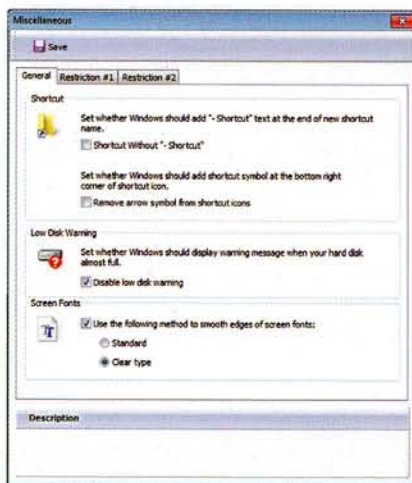 Miscellaneous
Save
General Restriction #1 Restriction #2
Shortcut
Set whether Windows should add "- Shortcut" text at the end of new shortcut
name.
Shortcut Without "- Shortcut"
Set whether Windows should add shortcut symbol at the bottom right
corner of shortcut icon.
Remove arrow symbol from shortcut icons
Low Disk Warning
Set whether Windows should display warning message when your hard disk
almost full.
Disable low disk warning
Screen Fonts
Use the following method to smooth edges of screen fonts:
Standard
Clear type
Description